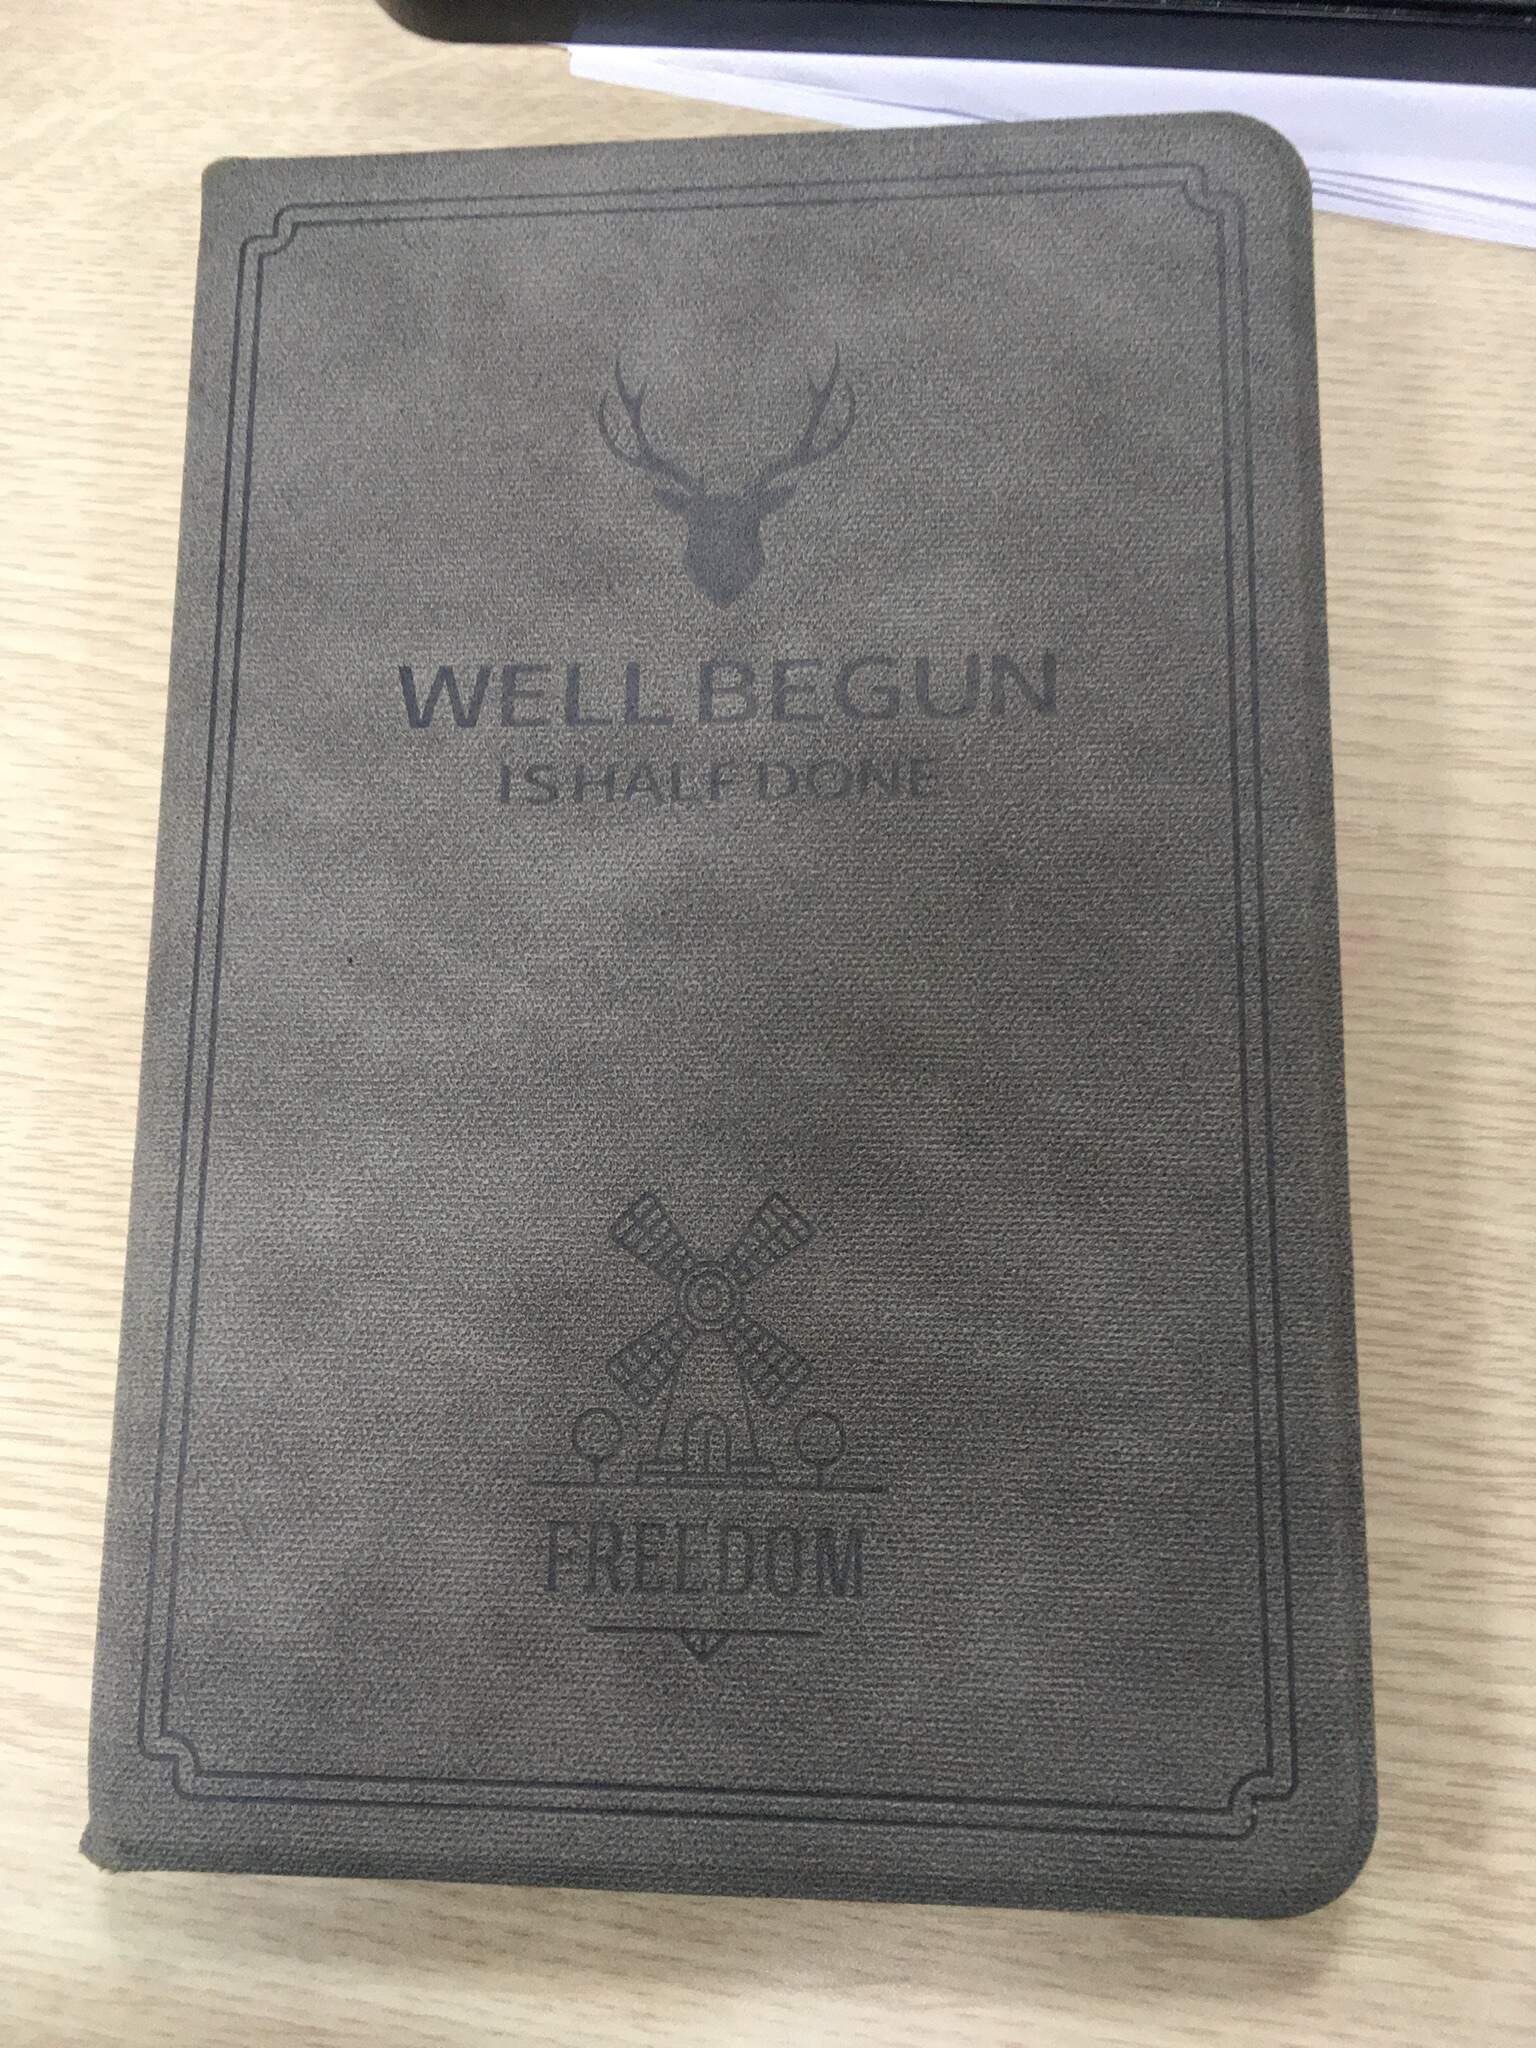 WELL BEGUN
IS HALF DONE
FREEDOM